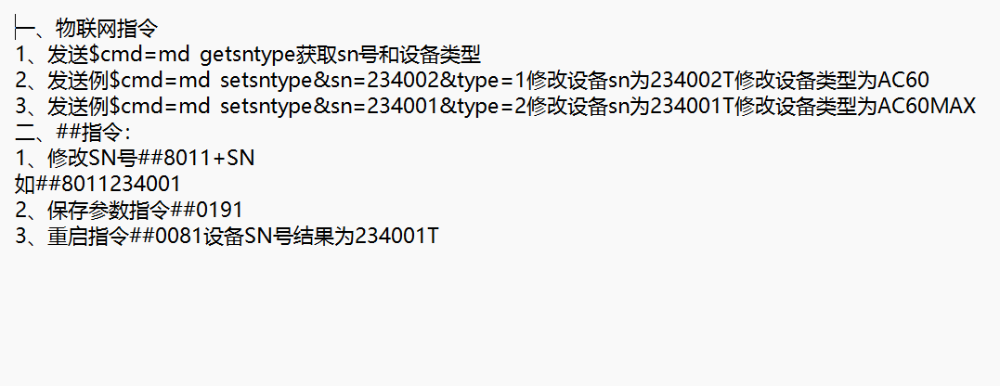 一、物联网指令
1、发送$cmd=md getsntype获取sn号和设备类型
2、发送例$cmd=md setsntype&sn=234002&type=1修改设备sn为234002T修改设备类型为AC60
3、发送例$cmd=md setsntype&sn=234001&type=2修改设备sn为234001T修改设备类型为AC60MAX
二、##指令：
1、修改SN号##8011+SN
如##8011234001
2、保存参数指令##0191
3、重启指令##0081设备SN号结果为234001T